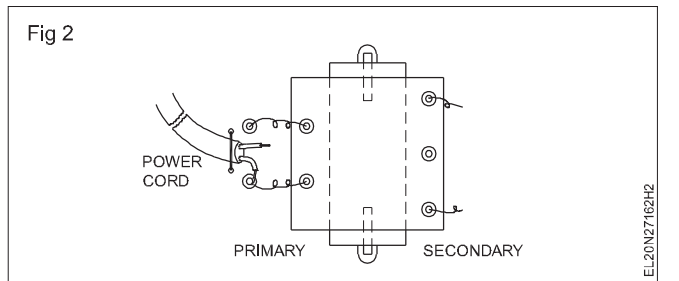 Fig 2
POWER
CORD
PRIMARY
SECONDARY
EL20N27162H2